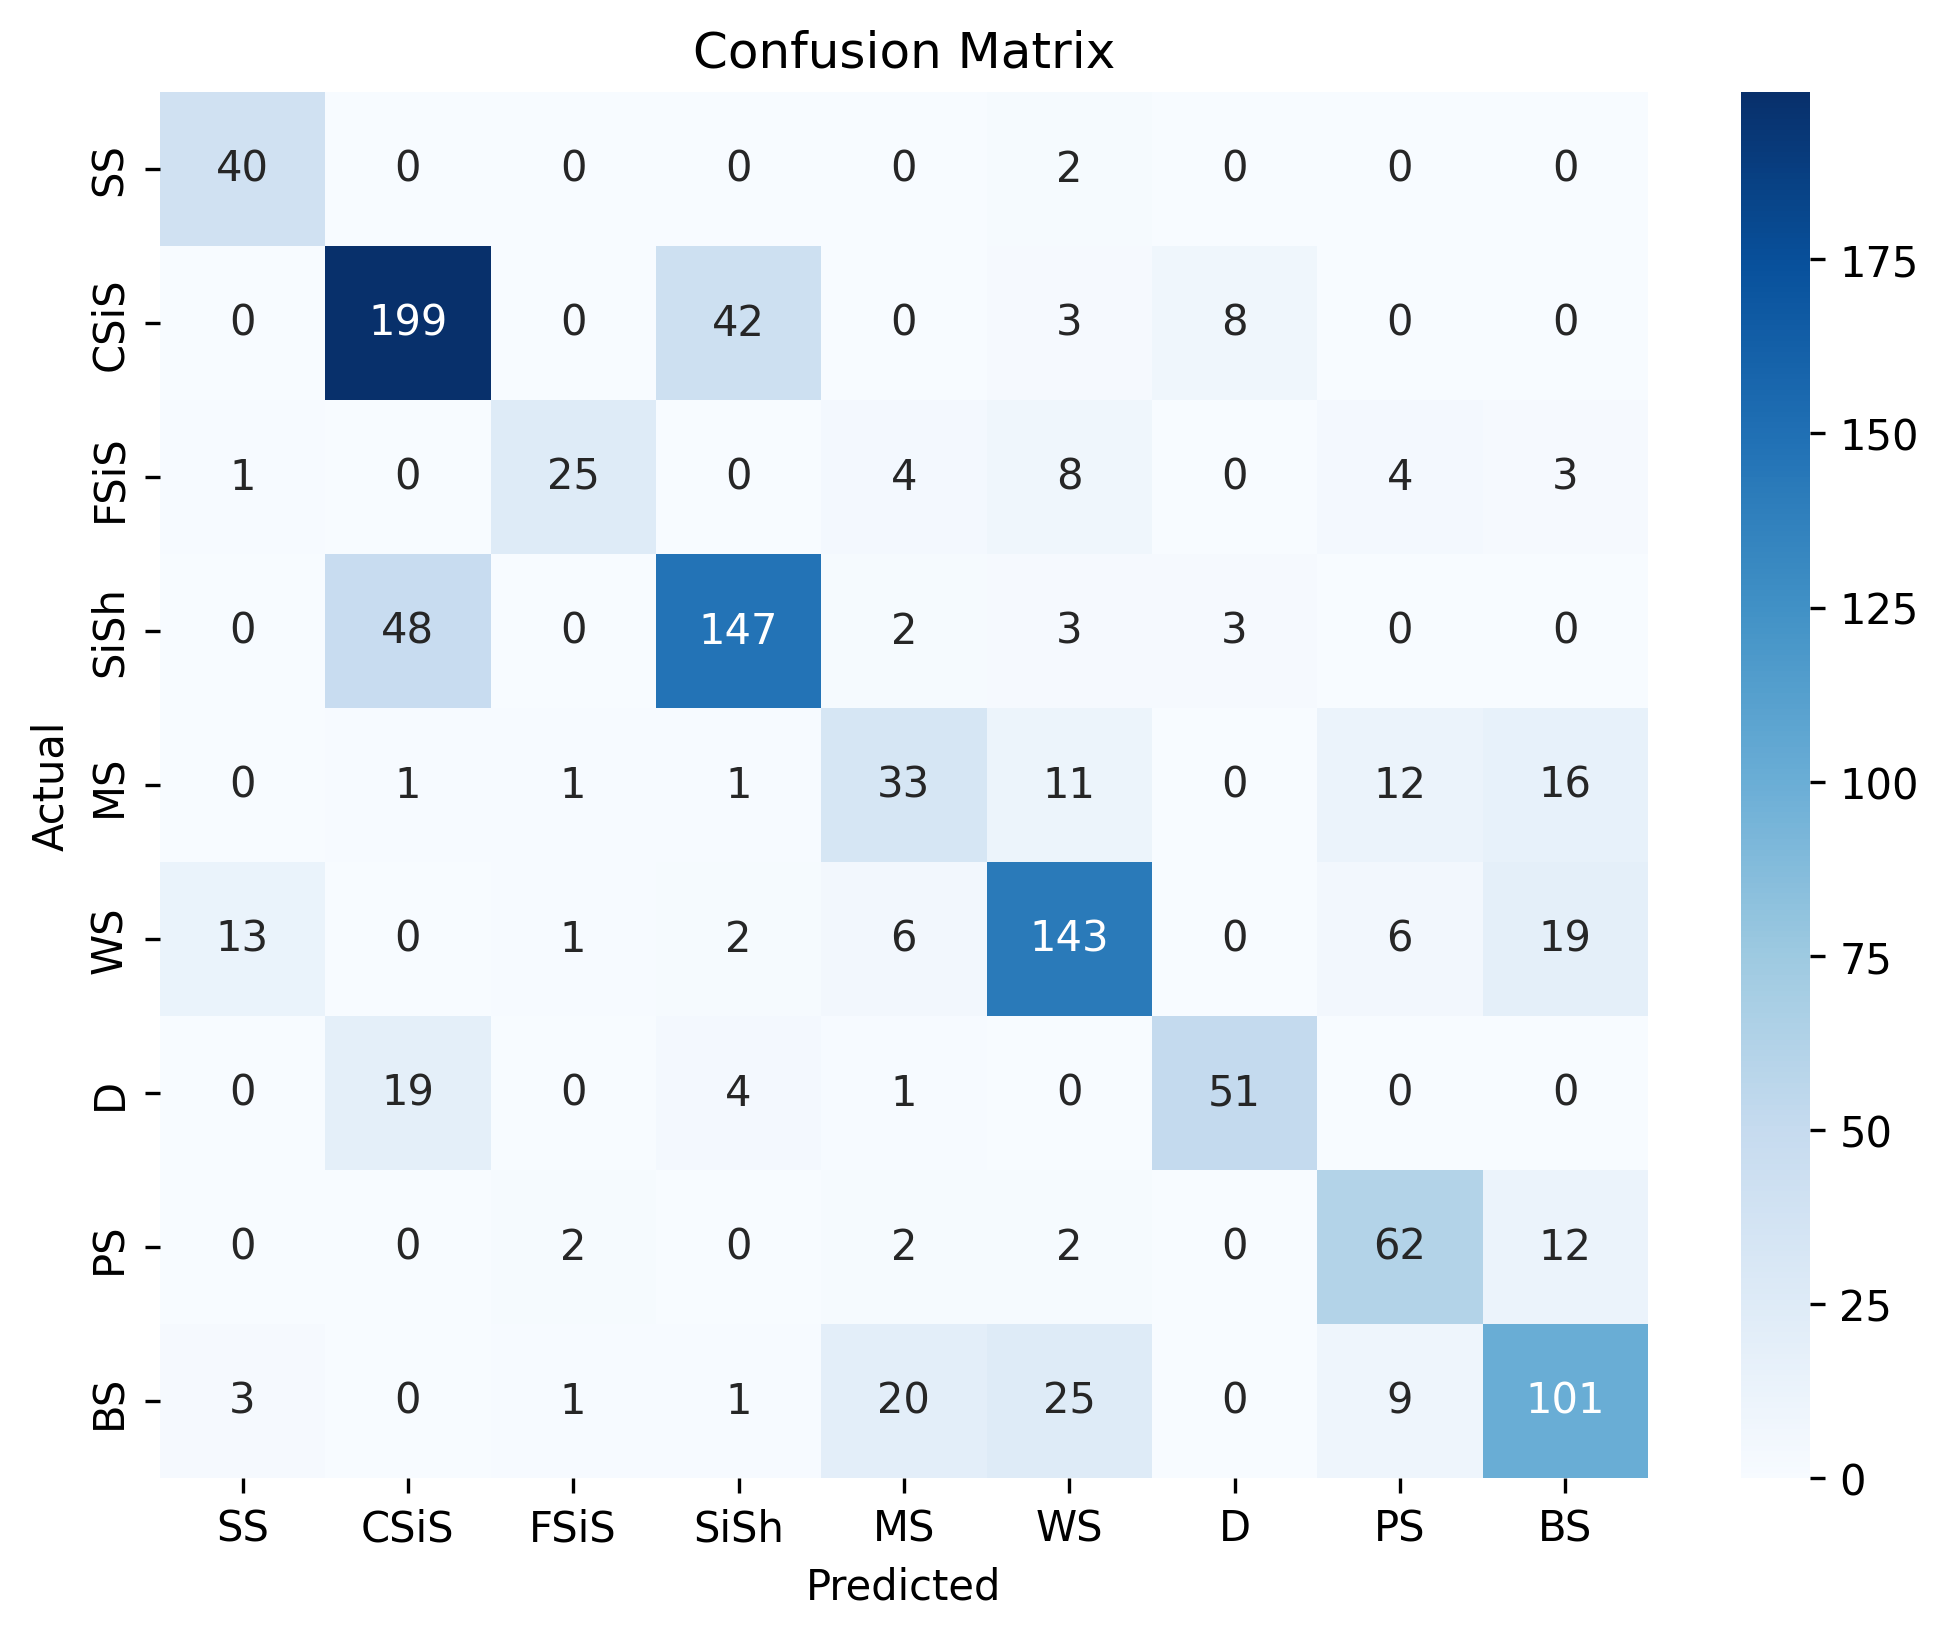 Confusion Matrix
SS 40 0 0 0 0 2 0 0 0
CSiS 0 199 0 42 0 3 8 0 0
FSiS 1 0 25 0 4 8 0 4 3
SiSh 0 48 0 147 2 3 3 0 0
MS 0 1 1 1 33 11 0 12 16
WS 13 0 1 2 6 143 0 6 19
D 0 19 0 4 1 0 51 0 0
PS 0 0 2 0 2 2 0 62 12
BS 3 0 1 1 20 25 0 9 101
Actual
SS CSiS FSiS SiSh MS WS D PS BS
Predicted
175
150
125
100
75
50
25
0